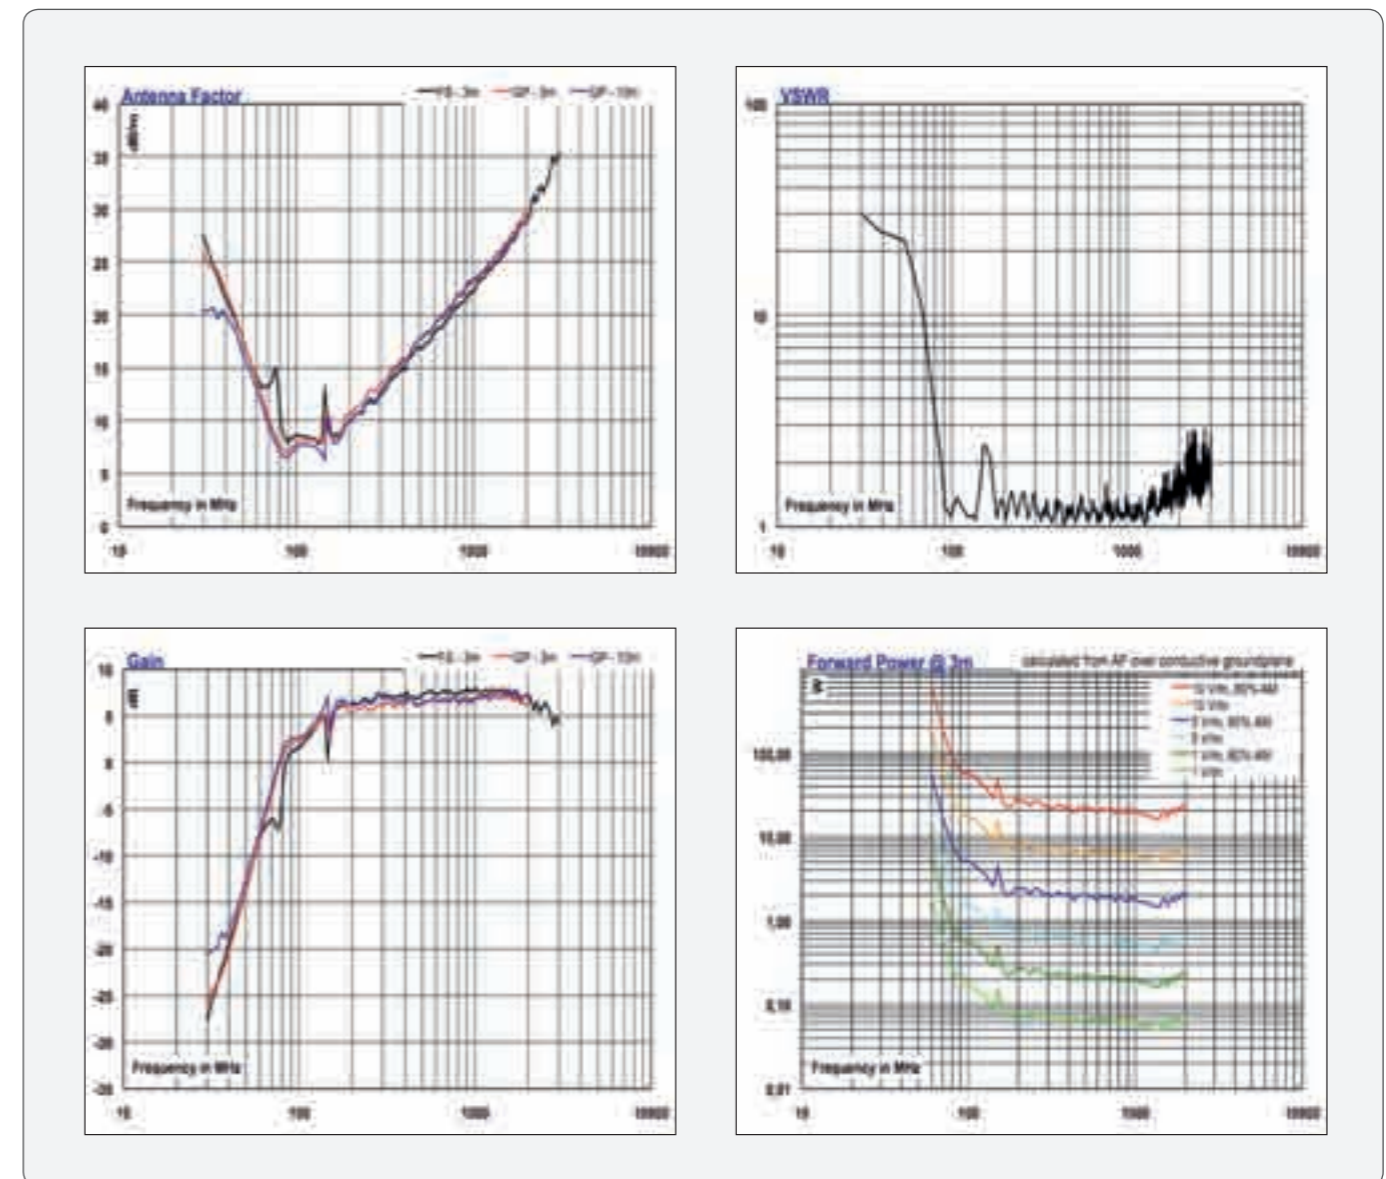 Antenna Factor
FS - 3m GP - 3m GP - 10m
40
dB/m
35
30
25
20
15
10
5
0
Frequency in MHz
10 100 1000 10000
VSWR
100
10
1
Frequency in MHz
10 100 1000 10000
Gain
FS - 3m GP - 3m GP - 10m
10
dBi
5
0
-5
-10
-15
-20
-25
-30
-35
Frequency in MHz
10 100 1000 10000
Forward Power @ 3m
calculated from AF over conductive groundplane
W
10 V/m, 80% AM
10 V/m
3 V/m, 80% AM
3 V/m
1 V/m, 80% AM
1 V/m
100,00
10,00
1,00
0,10
0,01
Frequency in MHz
10 100 1000 10000